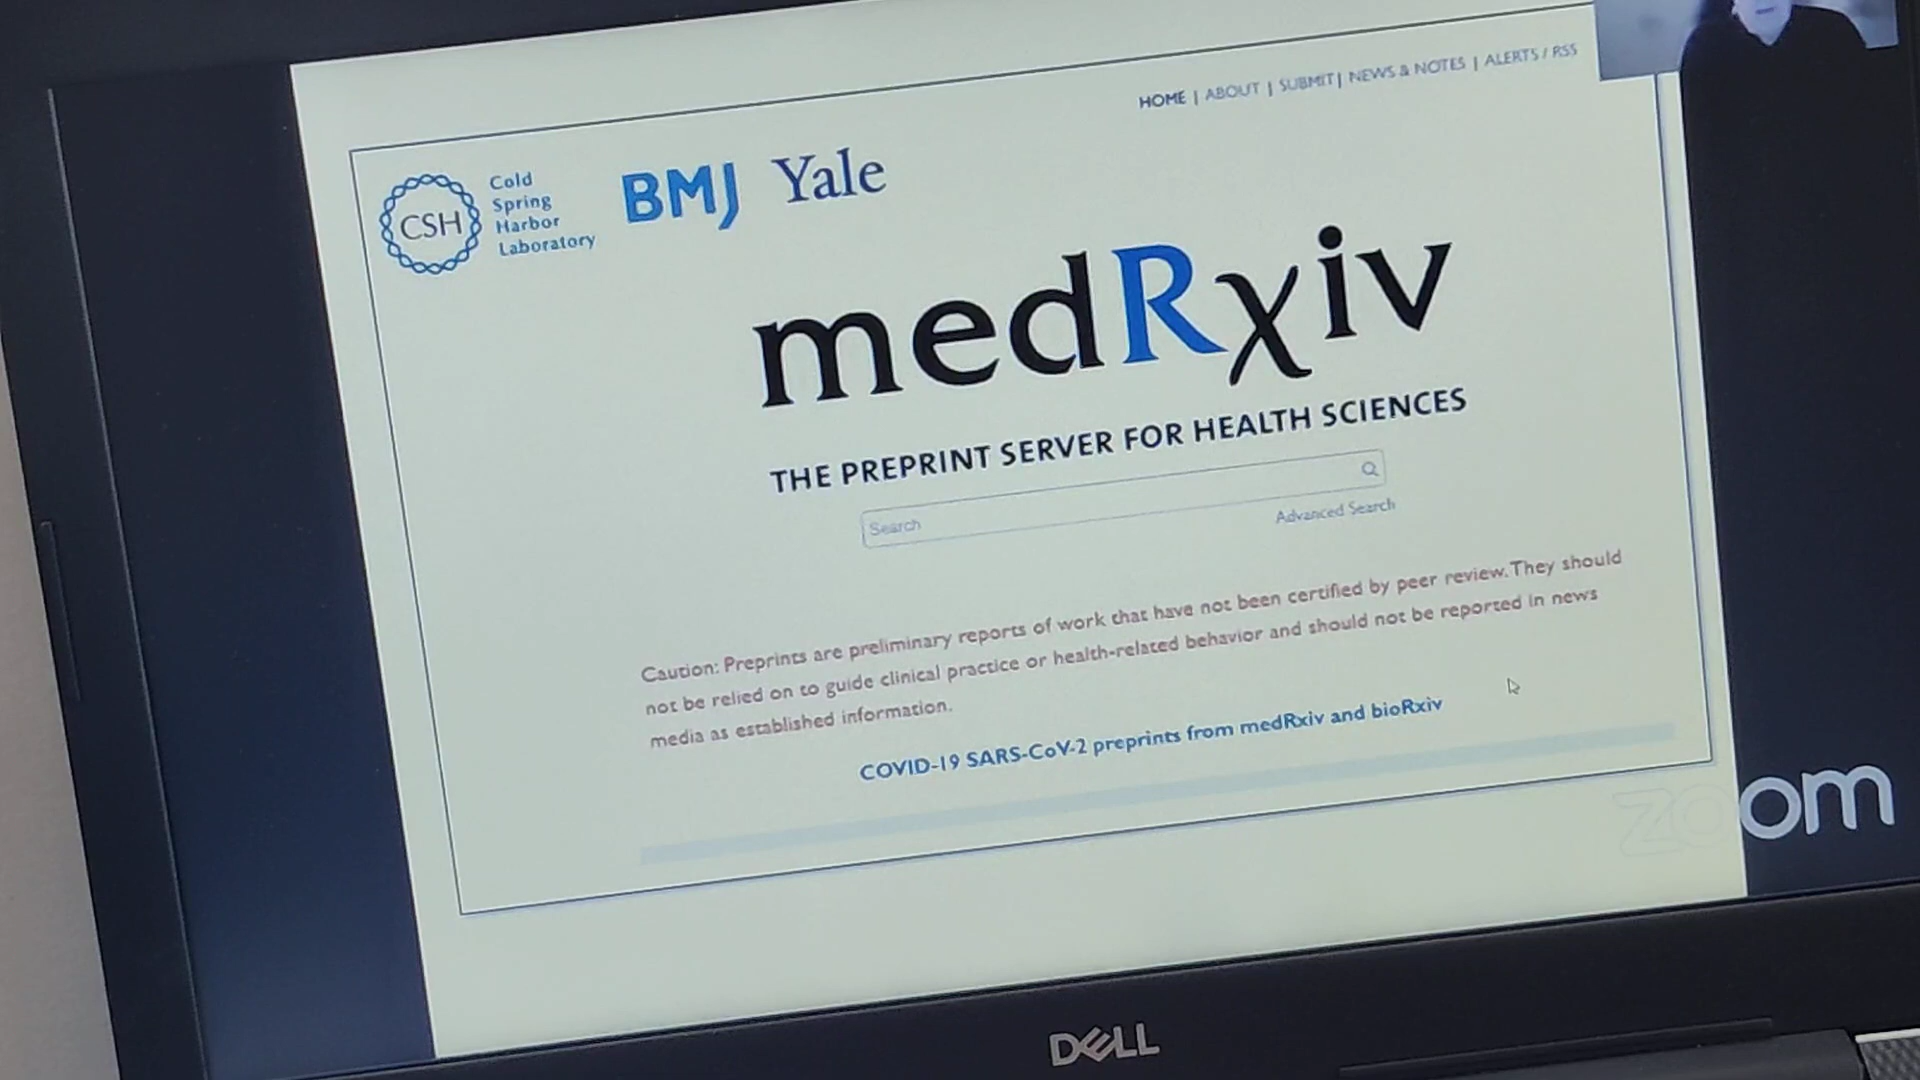 HOME | ABOUT | SUBMIT | NEWS & NOTES | ALERTS / RSS
CSH
Cold
Spring
Harbor
Laboratory
BMJ
Yale
medRxiv
THE PREPRINT SERVER FOR HEALTH SCIENCES
Search
Advanced Search
Caution: Preprints are preliminary reports of work that have not been certified by peer review. They should
not be relied on to guide clinical practice or health-related behavior and should not be reported in news
media as established information.
COVID-19 SARS-CoV-2 preprints from medRxiv and bioRxiv
zoom
DELL